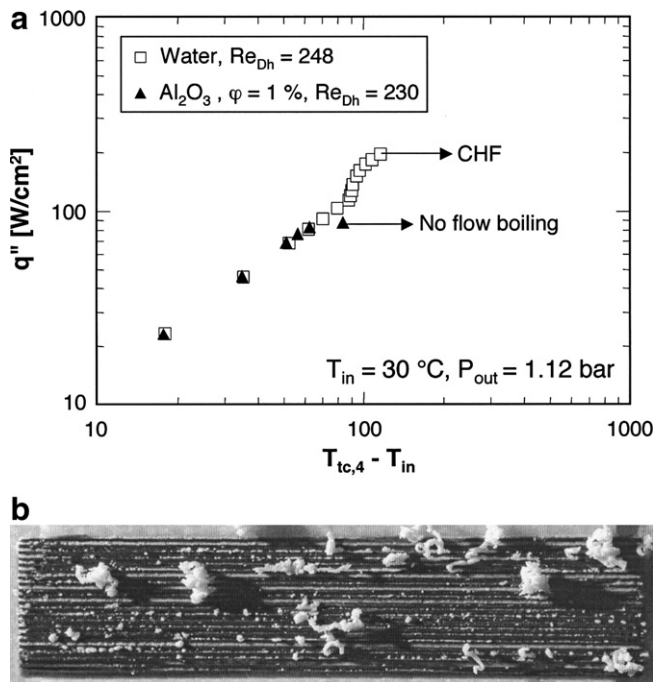 a
1000
Water, Re_Dh = 248
Al₂O₃ , φ = 1 %, Re_Dh = 230
CHF
q" [W/cm²]
100
No flow boiling
T_in = 30 °C, P_out = 1.12 bar
10
10 100 1000
T_tc,4 - T_in
b